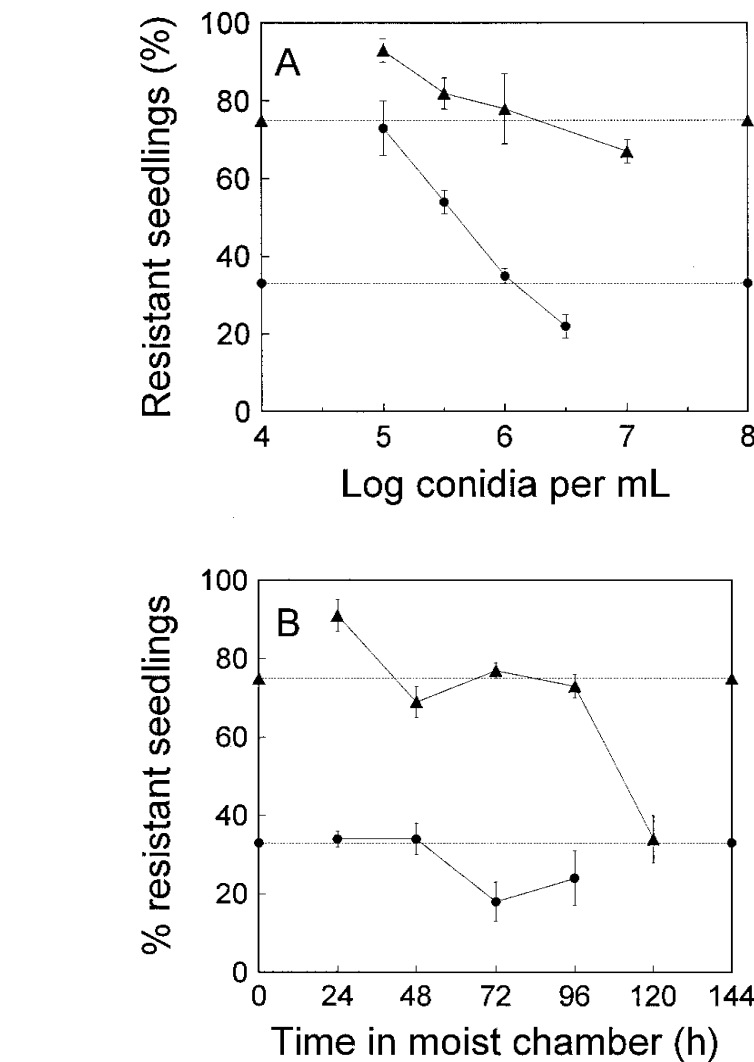 A
Resistant seedlings (%)
100
80
60
40
20
0
4 5 6 7 8
Log conidia per mL
B
% resistant seedlings
100
80
60
40
20
0
0 24 48 72 96 120 144
Time in moist chamber (h)